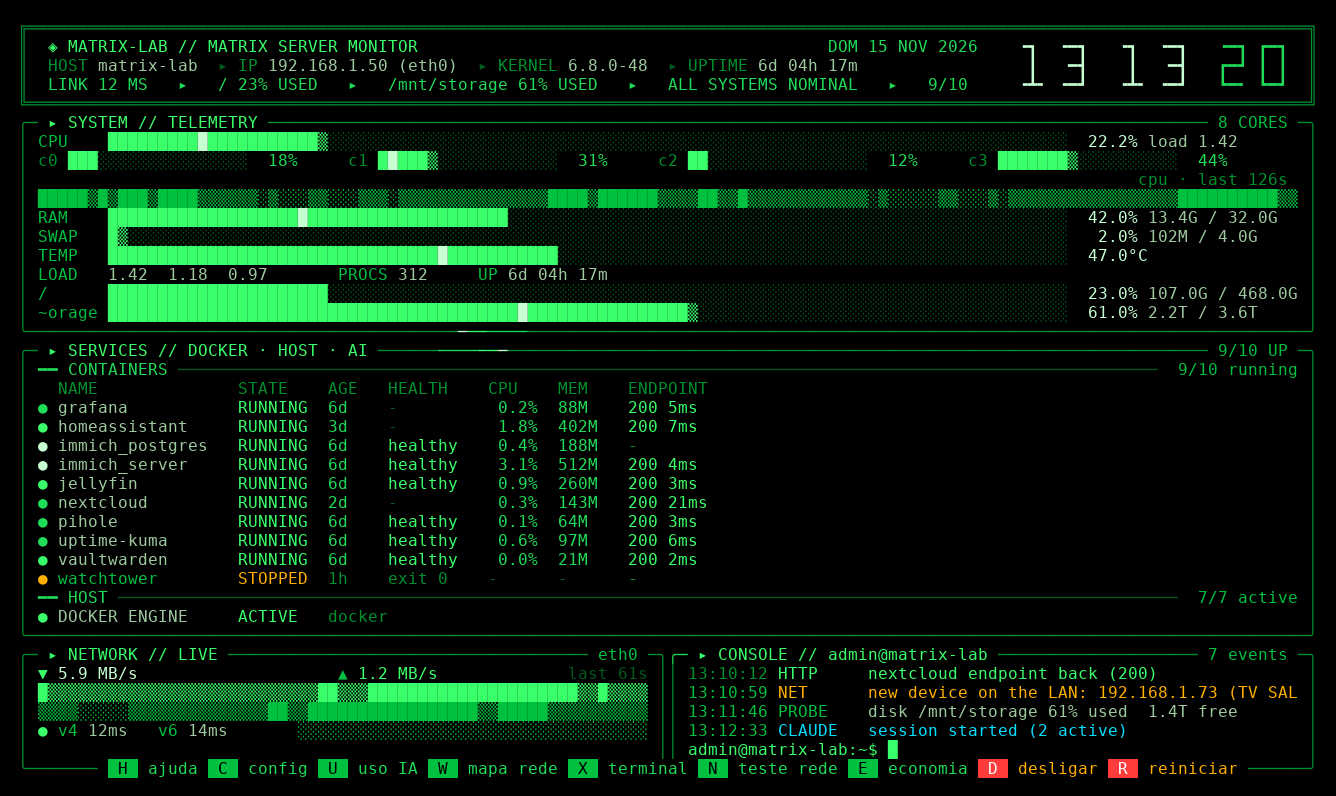 ◈ MATRIX-LAB // MATRIX SERVER MONITOR DOM 15 NOV 2026 13 13 20
HOST matrix-lab ▸ IP 192.168.1.50 (eth0) ▸ KERNEL 6.8.0-48 ▸ UPTIME 6d 04h 17m
LINK 12 MS ▸ / 23% USED ▸ /mnt/storage 61% USED ▸ ALL SYSTEMS NOMINAL ▸ 9/10
▸ SYSTEM // TELEMETRY 8 CORES
CPU 22.2% load 1.42
c0 18% c1 31% c2 12% c3 44%
cpu · last 126s
RAM 42.0% 13.4G / 32.0G
SWAP 2.0% 102M / 4.0G
TEMP 47.0°C
LOAD 1.42 1.18 0.97 PROCS 312 UP 6d 04h 17m
/ 23.0% 107.0G / 468.0G
~orage 61.0% 2.2T / 3.6T
▸ SERVICES // DOCKER · HOST · AI 9/10 UP
CONTAINERS 9/10 running
NAME STATE AGE HEALTH CPU MEM ENDPOINT
● grafana RUNNING 6d - 0.2% 88M 200 5ms
● homeassistant RUNNING 3d - 1.8% 402M 200 7ms
● immich_postgres RUNNING 6d healthy 0.4% 188M -
● immich_server RUNNING 6d healthy 3.1% 512M 200 4ms
● jellyfin RUNNING 6d healthy 0.9% 260M 200 3ms
● nextcloud RUNNING 2d - 0.3% 143M 200 21ms
● pihole RUNNING 6d healthy 0.1% 64M 200 3ms
● uptime-kuma RUNNING 6d healthy 0.6% 97M 200 6ms
● vaultwarden RUNNING 6d healthy 0.0% 21M 200 2ms
● watchtower STOPPED 1h exit 0 - - -
HOST 7/7 active
● DOCKER ENGINE ACTIVE docker
▸ NETWORK // LIVE eth0
▼ 5.9 MB/s ▲ 1.2 MB/s last 61s
● v4 12ms v6 14ms
▸ CONSOLE // admin@matrix-lab 7 events
13:10:12 HTTP nextcloud endpoint back (200)
13:10:59 NET new device on the LAN: 192.168.1.73 (TV SAL
13:11:46 PROBE disk /mnt/storage 61% used 1.4T free
13:12:33 CLAUDE session started (2 active)
admin@matrix-lab:~$
H ajuda C config U uso IA W mapa rede X terminal N teste rede E economia D desligar R reiniciar